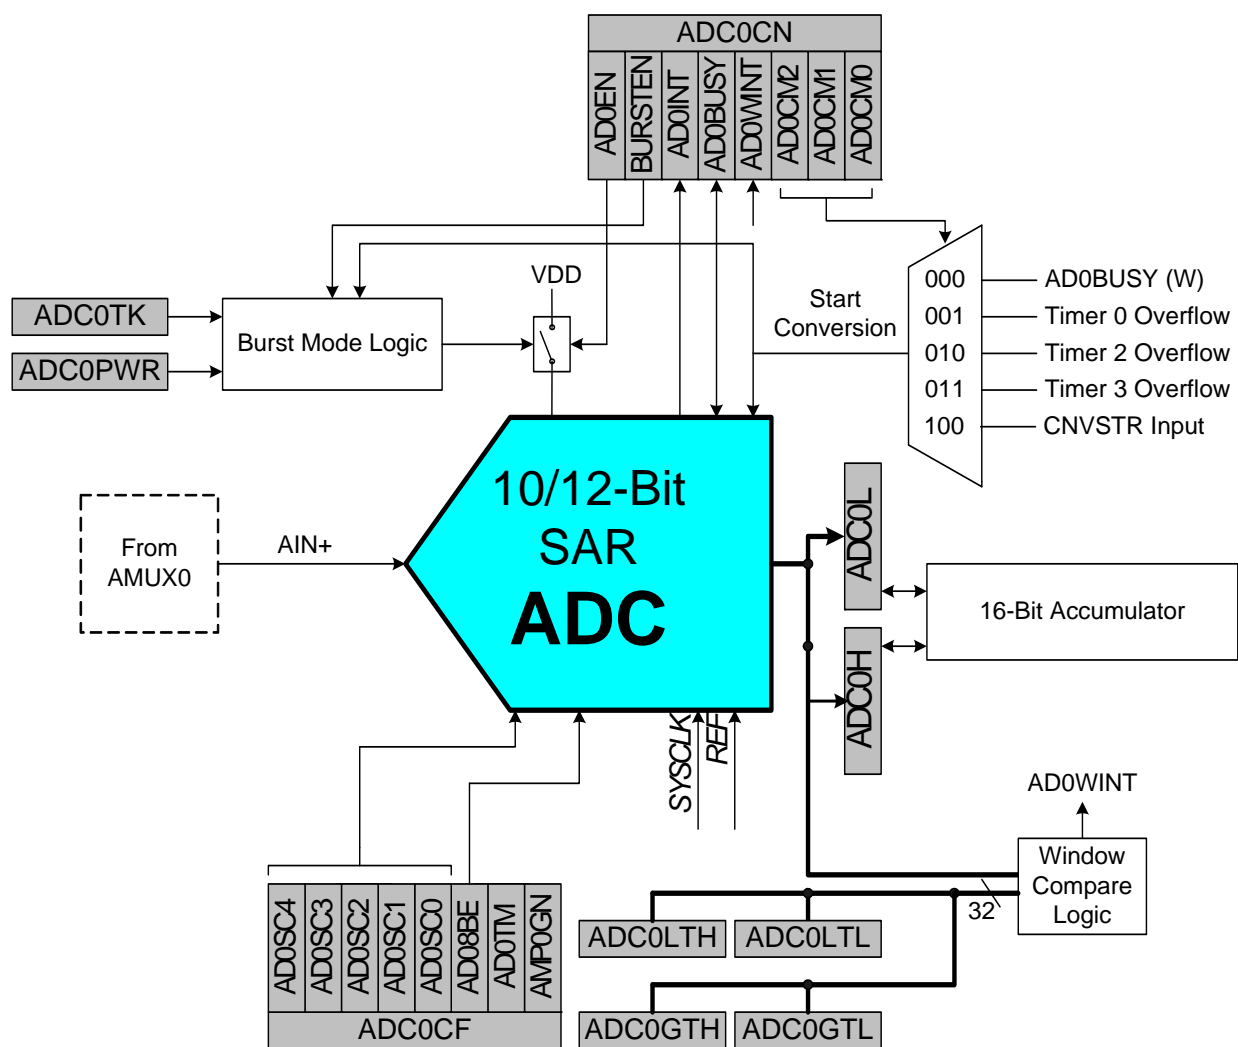 ADC0CN
AD0EN
BURSTEN
AD0INT
AD0BUSY
AD0WINT
AD0CM2
AD0CM1
AD0CM0
VDD
ADC0TK
ADC0PWR
Burst Mode Logic
Start
Conversion
000
AD0BUSY (W)
001
Timer 0 Overflow
010
Timer 2 Overflow
011
Timer 3 Overflow
100
CNVSTR Input
From
AMUX0
AIN+
10/12-Bit
SAR
ADC
ADC0L
ADC0H
16-Bit Accumulator
SYSCLK
REF
AD0WINT
Window
Compare
Logic
32
AD0SC4
AD0SC3
AD0SC2
AD0SC1
AD0SC0
AD08BE
AD0TM
AMP0GN
ADC0CF
ADC0LTH
ADC0LTL
ADC0GTH
ADC0GTL